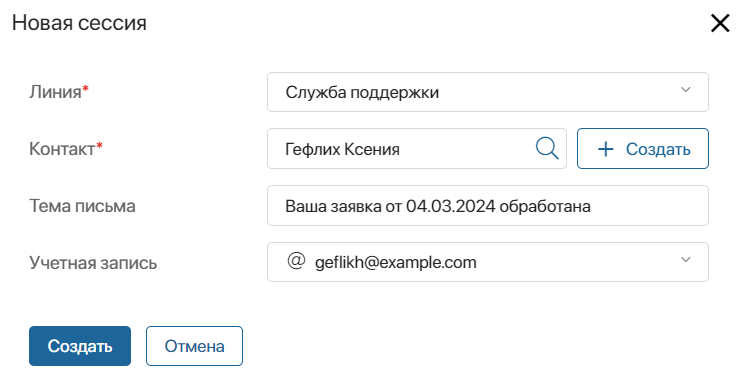 Новая сессия
Линия* Служба поддержки
Контакт* Гефлих Ксения + Создать
Тема письма Ваша заявка от 04.03.2024 обработана
Учетная запись @ geflikh@example.com
Создать Отмена